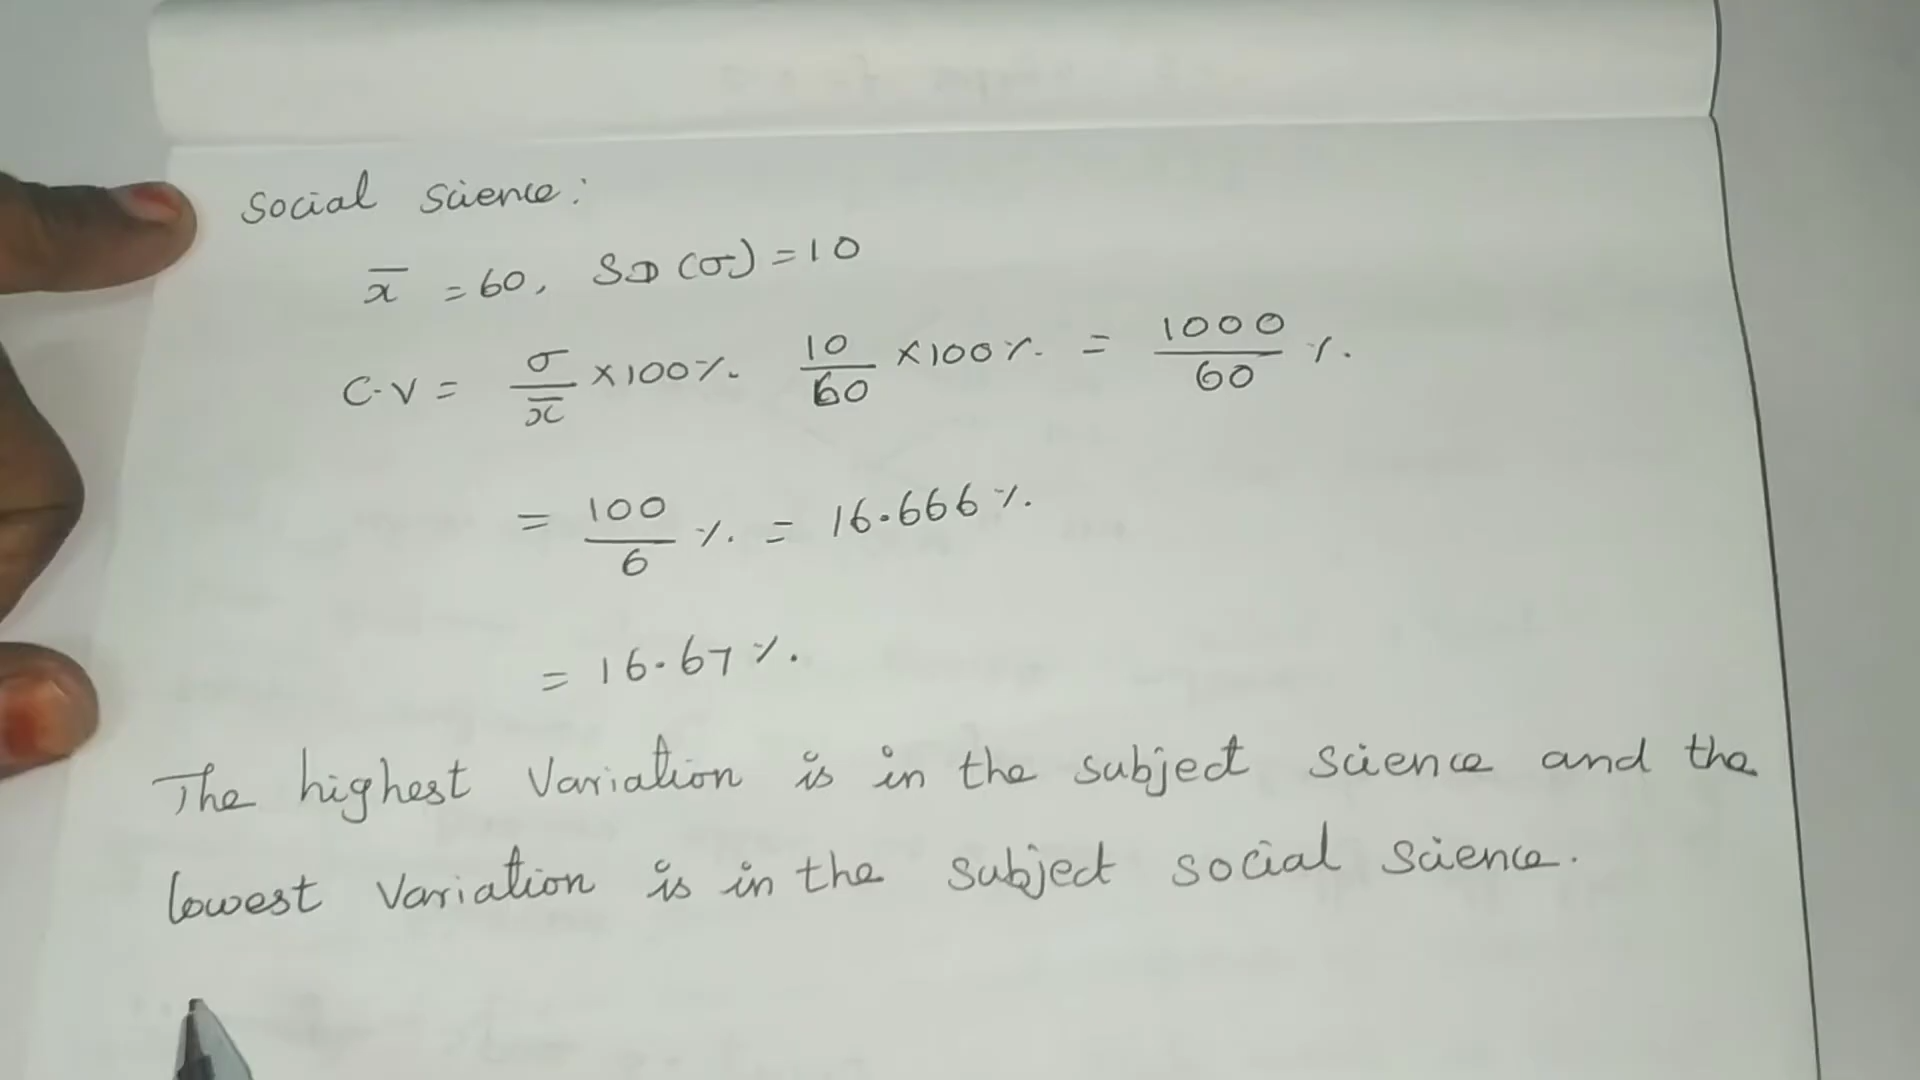 Social Science:
x̄ = 60, SD (σ) = 10
C.V = σ/x̄ ×100% 10/60 ×100% = 1000/60 %
= 100/6 % = 16.666%
= 16.67%
The highest Variation is in the subject science and the
lowest Variation is in the subject social science.